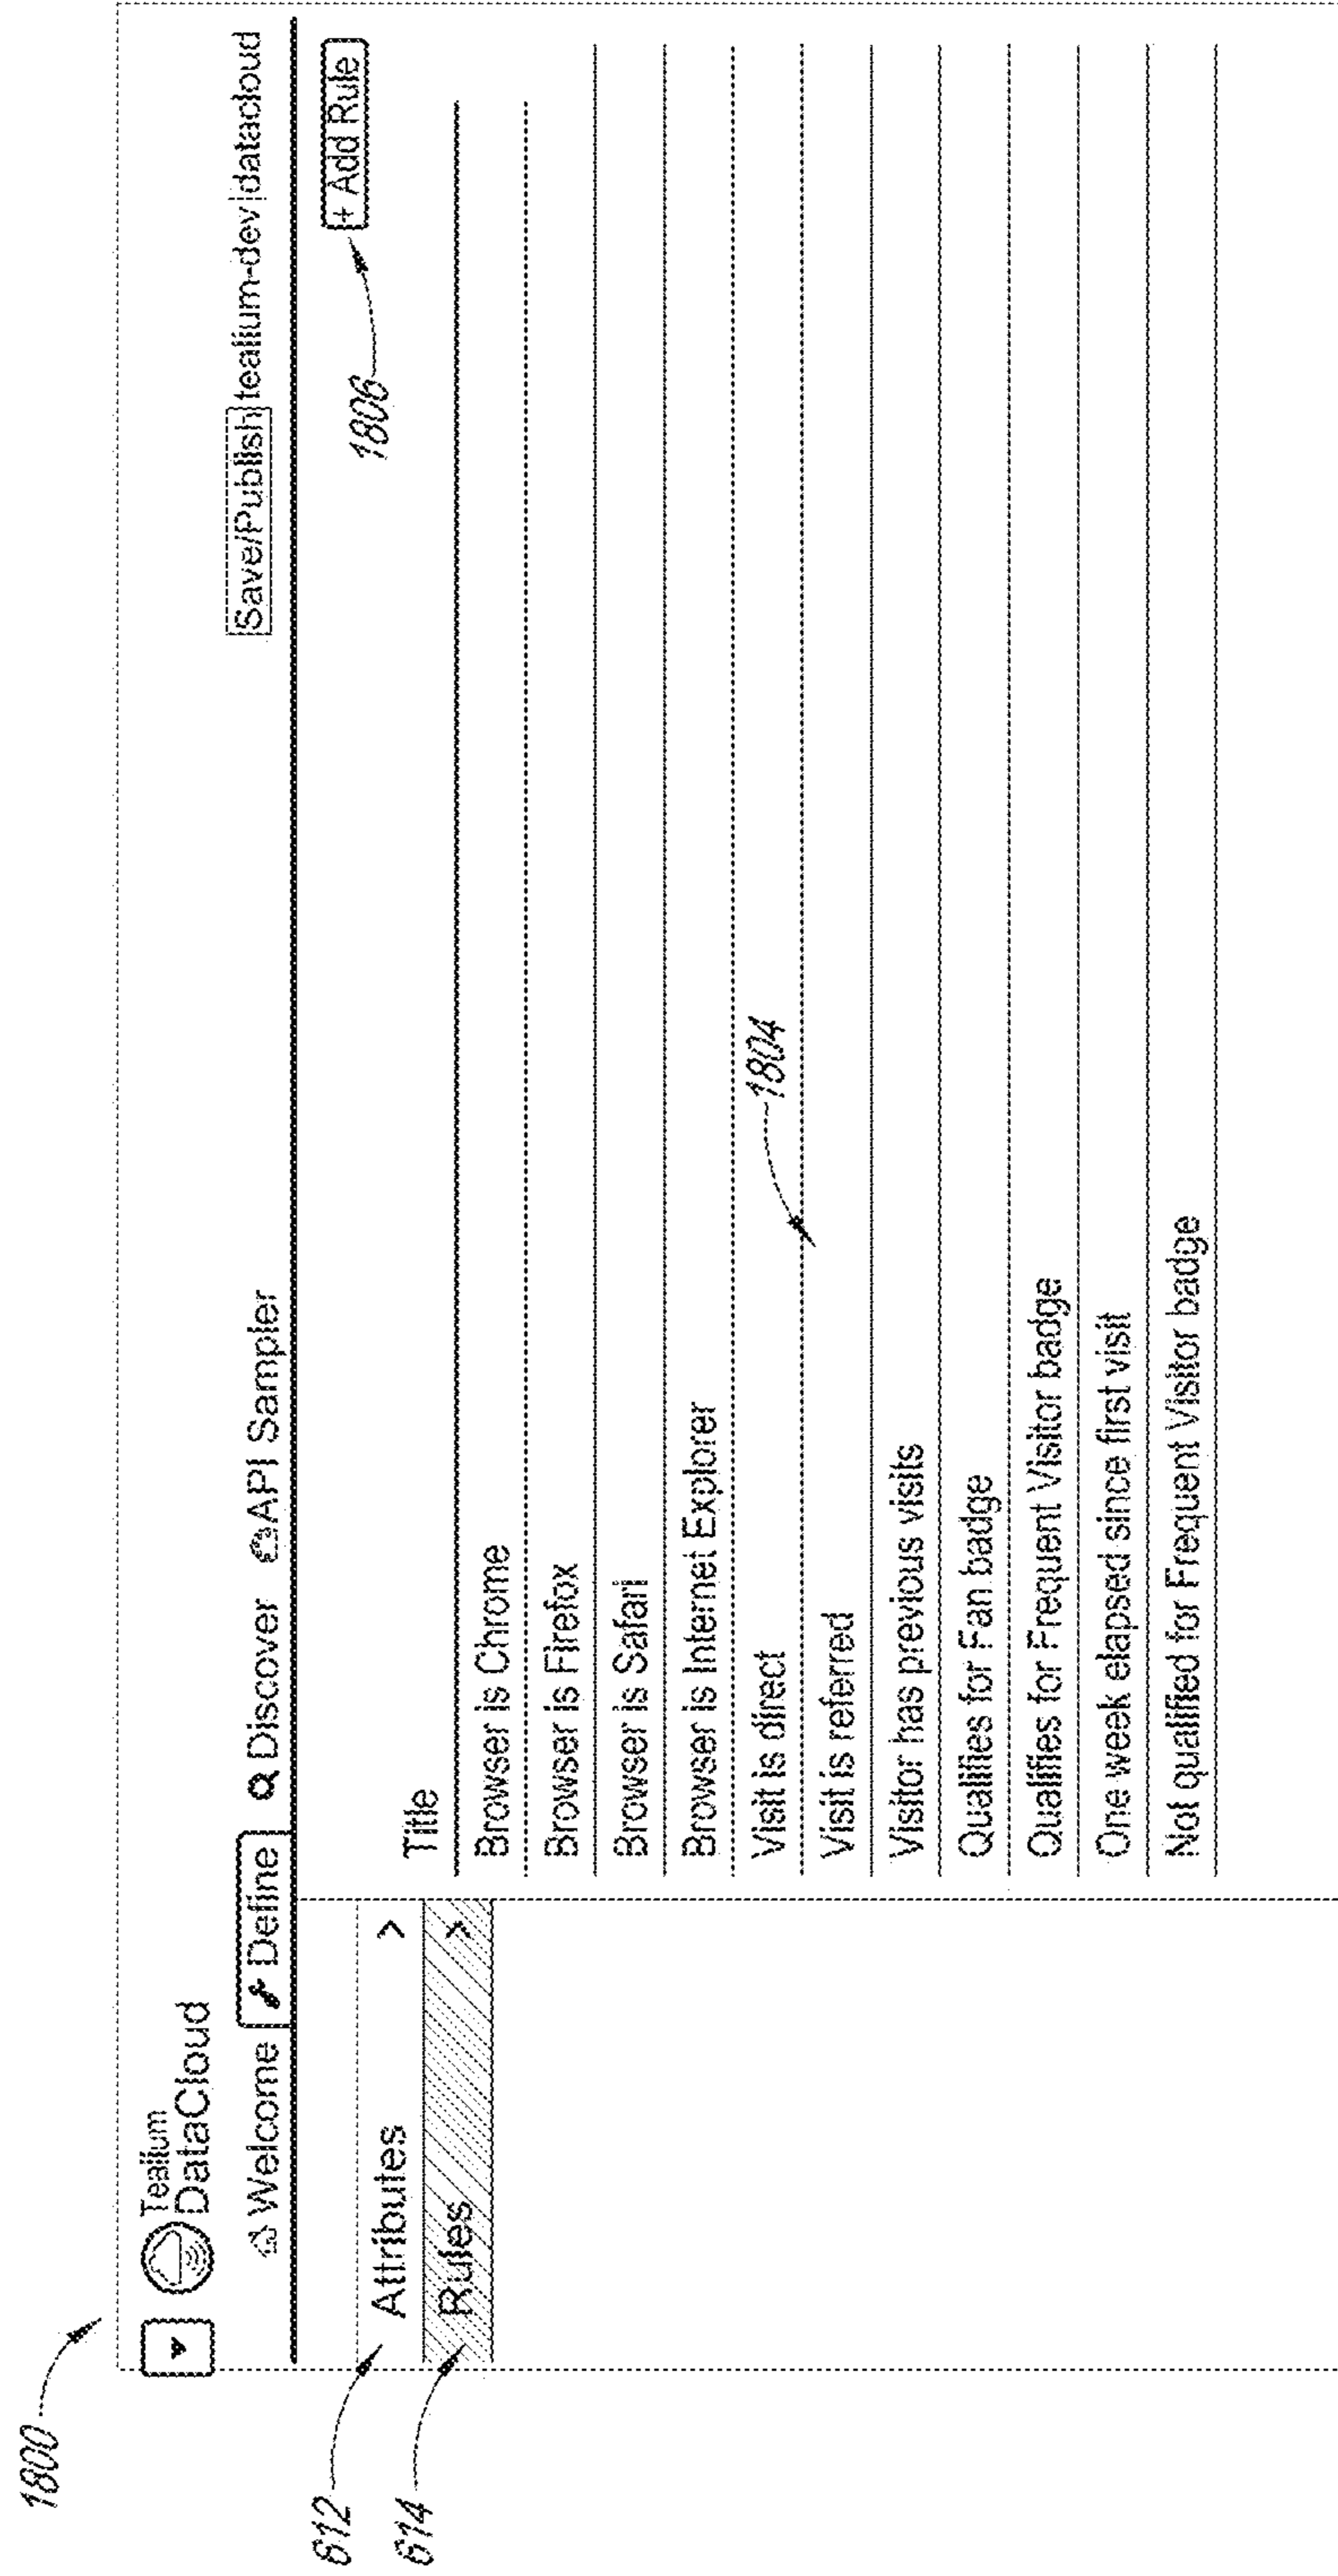 1800
Tealium
DataCloud
Welcome Define Discover API Sampler Save/Publish tealium-dev datacloud
612
Attributes >
614
Rules >
+ Add Rule
1806
Title
Browser is Chrome
Browser is Firefox
Browser is Safari
Browser is Internet Explorer
Visit is direct
1804
Visit is referred
Visitor has previous visits
Qualifies for Fan badge
Qualifies for Frequent Visitor badge
One week elapsed since first visit
Not qualified for Frequent Visitor badge